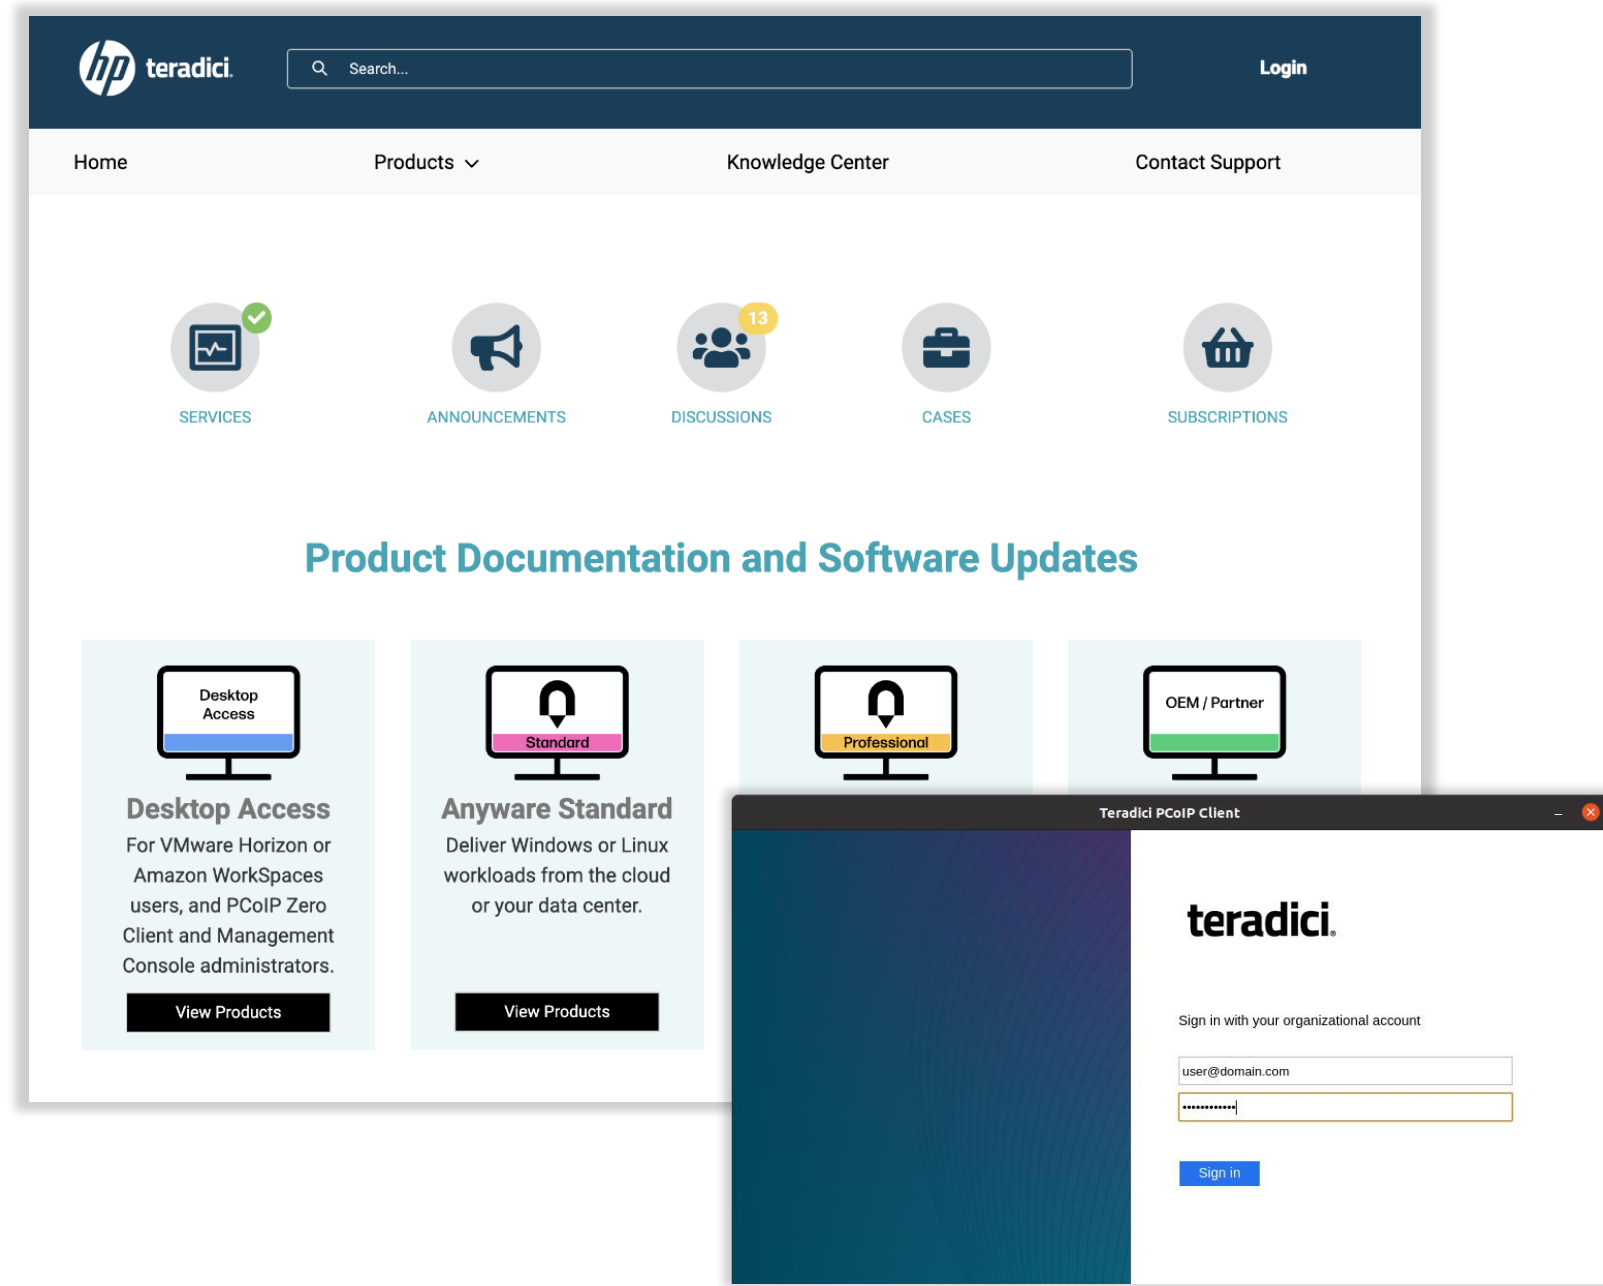 hp teradici.
Search...
Login
Home
Products
Knowledge Center
Contact Support
13
SERVICES
ANNOUNCEMENTS
DISCUSSIONS
CASES
SUBSCRIPTIONS
Product Documentation and Software Updates
Desktop
Access
Standard
Professional
OEM / Partner
Desktop Access
For VMware Horizon or
Amazon WorkSpaces
users, and PCoIP Zero
Client and Management
Console administrators.
View Products
Anyware Standard
Deliver Windows or Linux
workloads from the cloud
or your data center.
View Products
Teradici PCoIP Client
teradici®
Sign in with your organizational account
user@domain.com
••••••••••••
Sign in